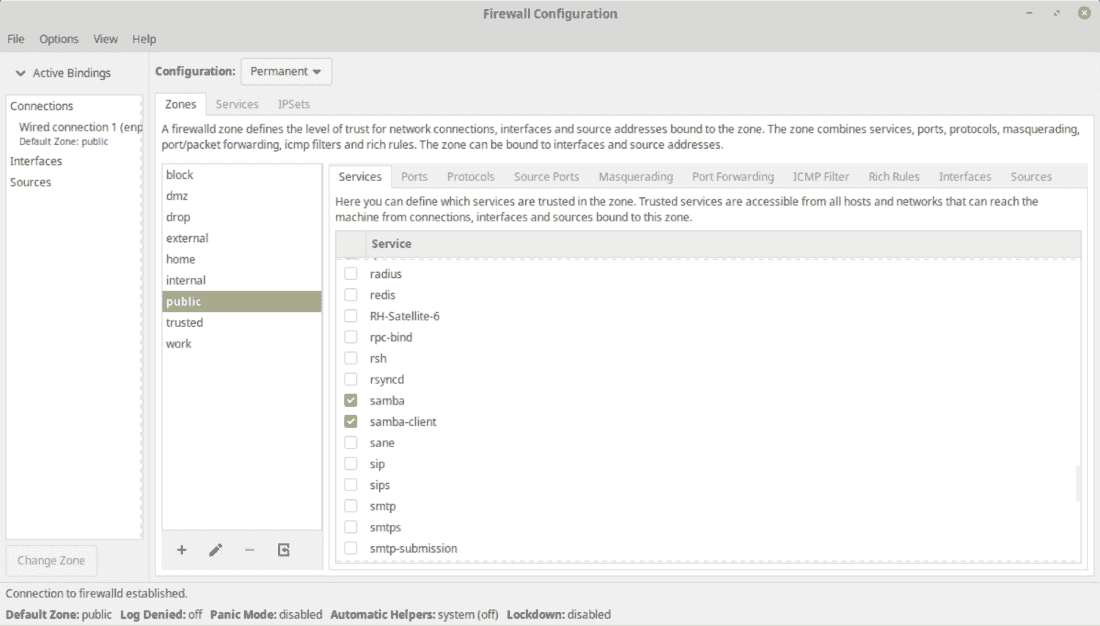 Firewall Configuration
File Options View Help
Active Bindings
Configuration: Permanent
Connections
Wired connection 1 (enp
Default Zone: public
Interfaces
Sources
Change Zone
Zones Services IPSets
A firewalld zone defines the level of trust for network connections, interfaces and source addresses bound to the zone. The zone combines services, ports, protocols, masquerading,
port/packet forwarding, icmp filters and rich rules. The zone can be bound to interfaces and source addresses.
block
dmz
drop
external
home
internal
public
trusted
work
Services Ports Protocols Source Ports Masquerading Port Forwarding ICMP Filter Rich Rules Interfaces Sources
Here you can define which services are trusted in the zone. Trusted services are accessible from all hosts and networks that can reach the
machine from connections, interfaces and sources bound to this zone.
Service
radius
redis
RH-Satellite-6
rpc-bind
rsh
rsyncd
samba
samba-client
sane
sip
sips
smtp
smtps
smtp-submission
Connection to firewalld established.
Default Zone: public Log Denied: off Panic Mode: disabled Automatic Helpers: system (off) Lockdown: disabled